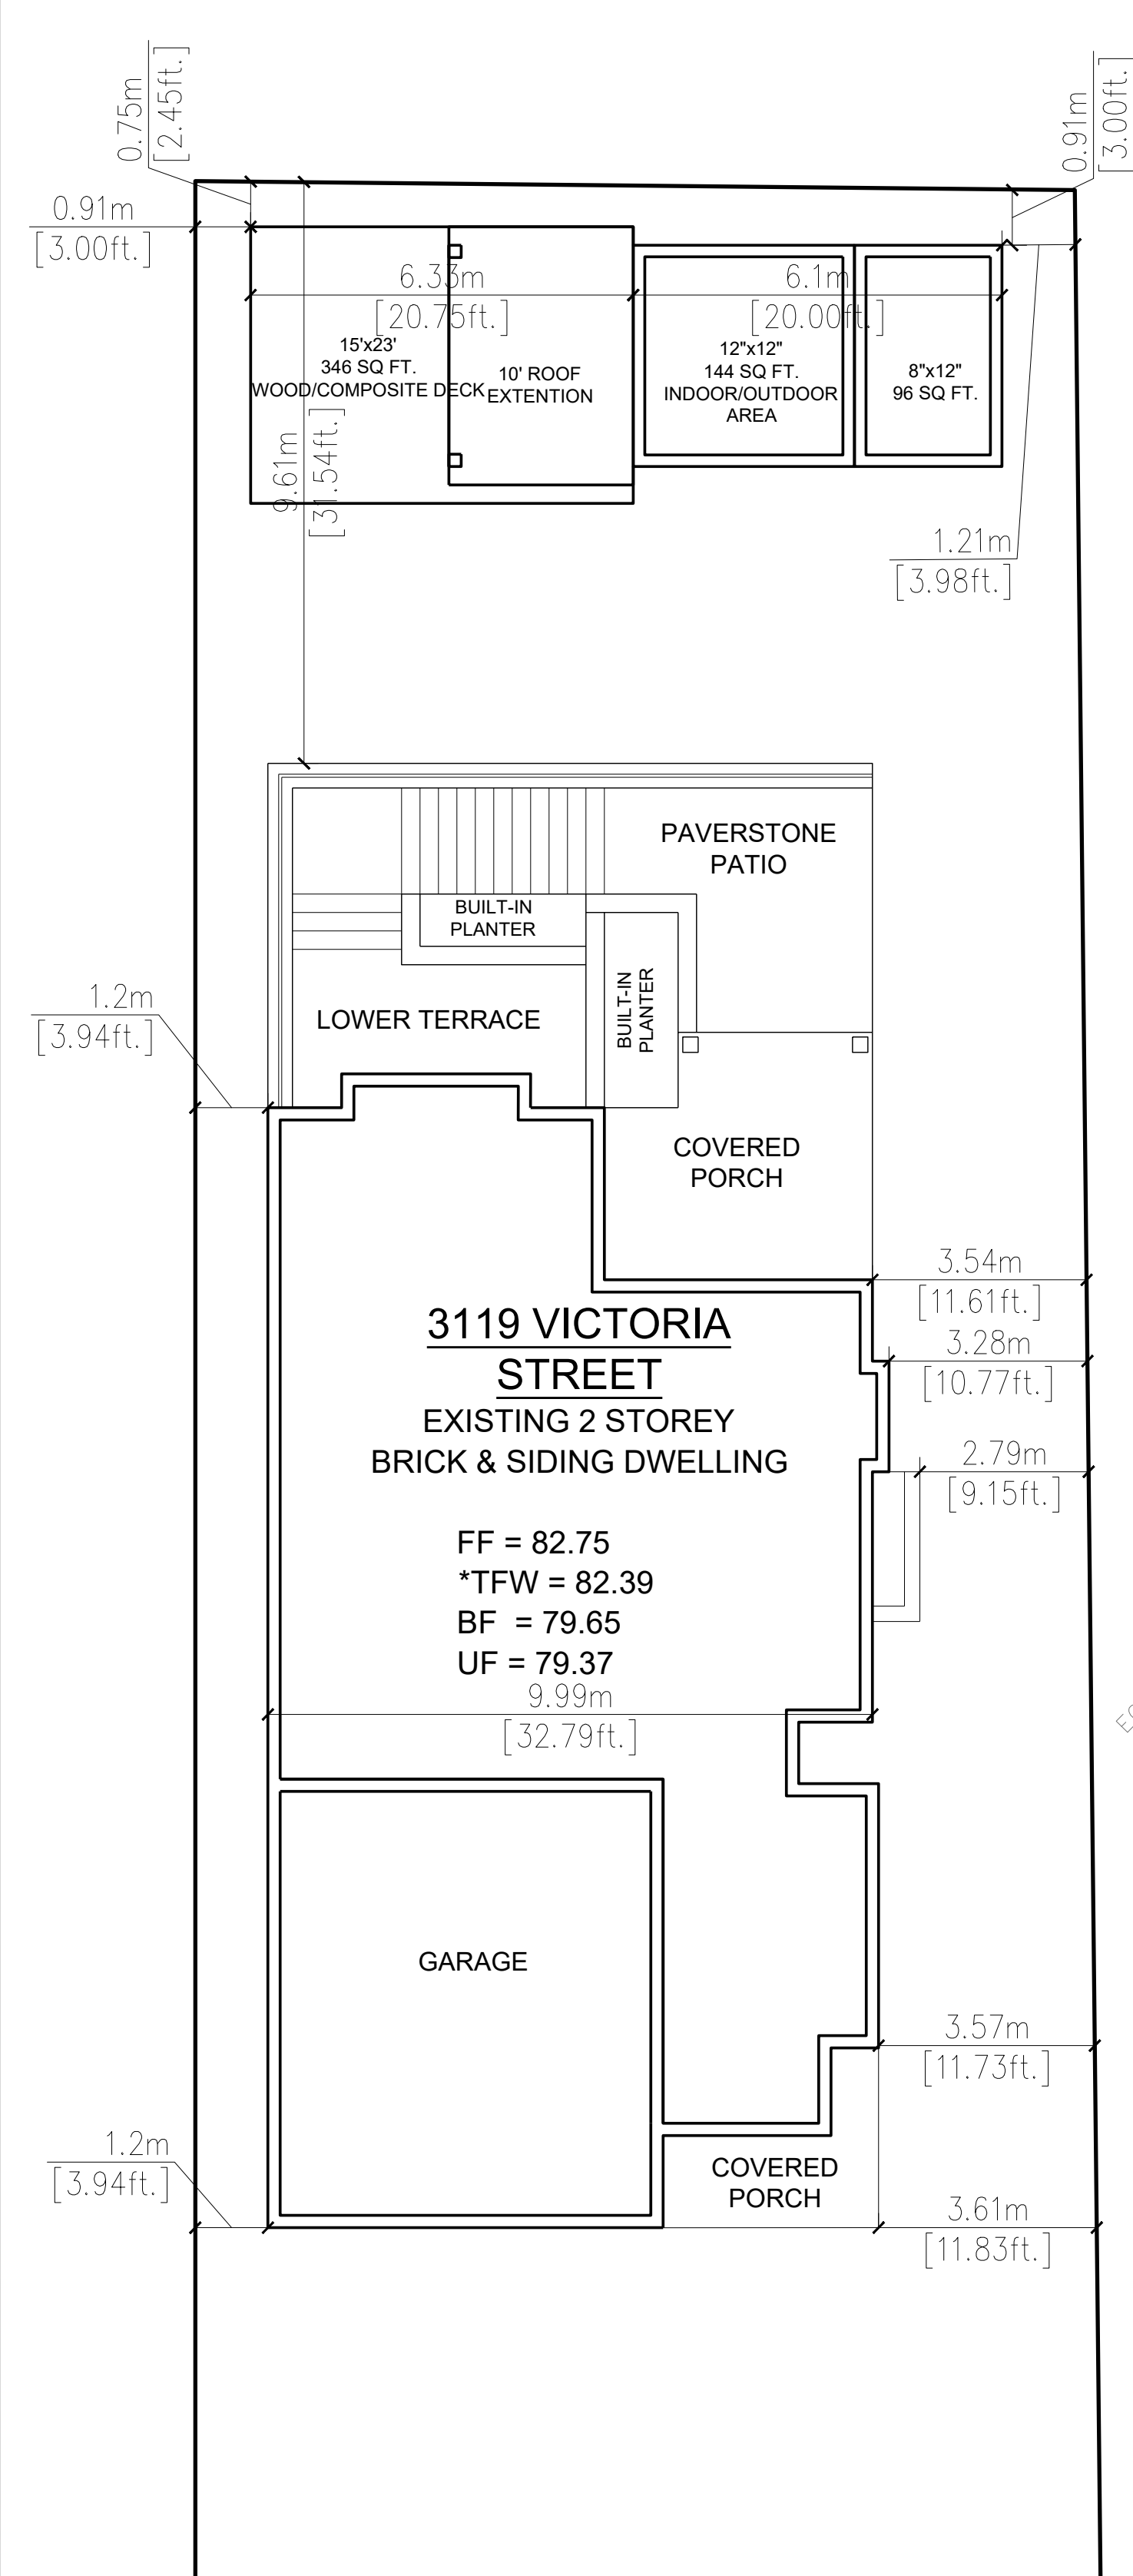 0.75m
[2.45ft.]
0.91m
[3.00ft.]
0.91m
[3.00ft.]
6.33m
[20.75ft.]
6.1m
[20.00ft.]
15'x23'
346 SQ FT.
WOOD/COMPOSITE DECK
10' ROOF
EXTENTION
12"x12"
144 SQ FT.
INDOOR/OUTDOOR
AREA
8"x12"
96 SQ FT.
9.61m
[31.54ft.]
1.21m
[3.98ft.]
PAVERSTONE
PATIO
BUILT-IN
PLANTER
BUILT-IN
PLANTER
LOWER TERRACE
1.2m
[3.94ft.]
COVERED
PORCH
3.54m
[11.61ft.]
3.28m
[10.77ft.]
2.79m
[9.15ft.]
3119 VICTORIA
STREET
EXISTING 2 STOREY
BRICK & SIDING DWELLING
FF = 82.75
*TFW = 82.39
BF = 79.65
UF = 79.37
9.99m
[32.79ft.]
GARAGE
3.57m
[11.73ft.]
1.2m
[3.94ft.]
COVERED
PORCH
3.61m
[11.83ft.]